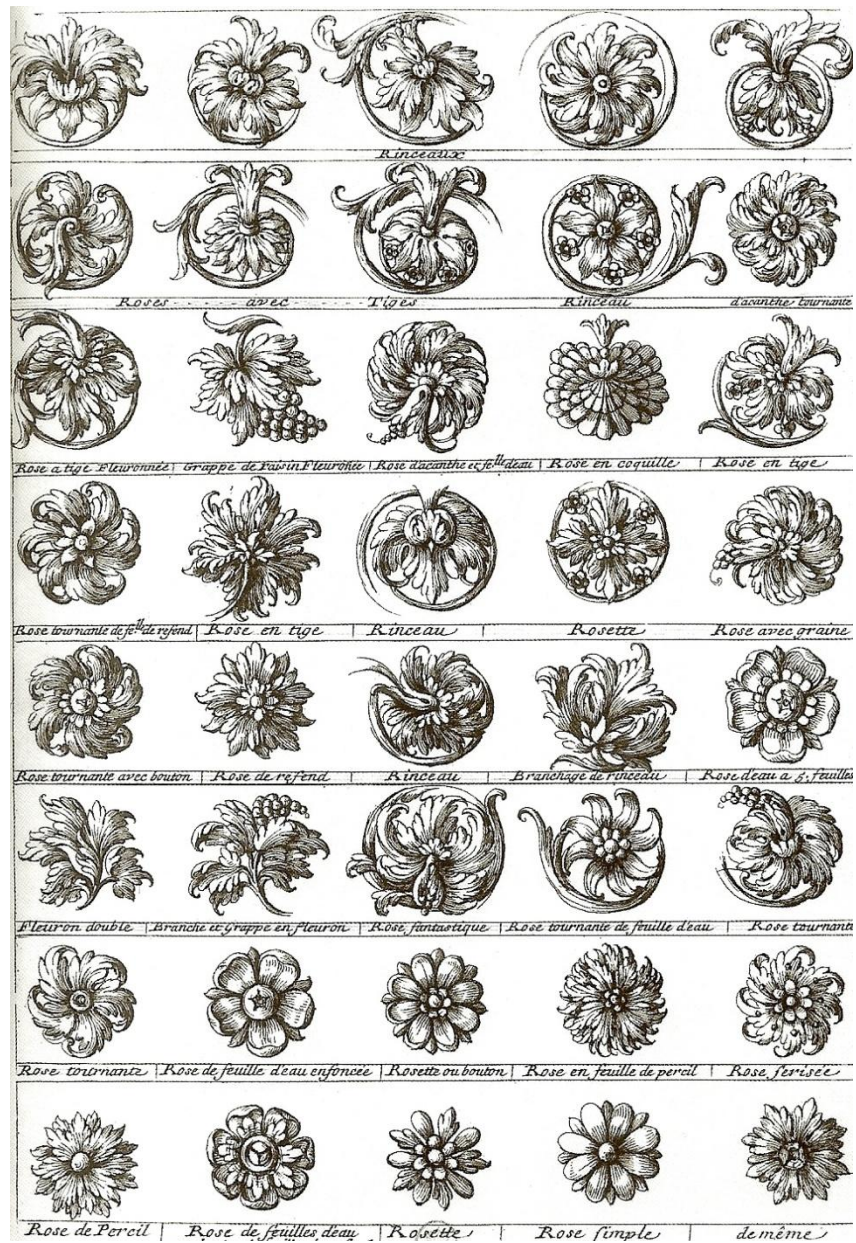 Rinceaux
Roses avec Tiges Rinceau d'acanthe tournante
Rose a tige Fleuronnée Grappe de raisin Fleuronée Rose d'acanthe et fe.lle d'eau Rose en coquille Rose en tige
Rose tournante de fe.ll de refend Rose en tige Rinceau Rosette Rose avec graine
Rose tournante avec bouton Rose de refend Rinceau Branchage de rinceau Rose d'eau a 5. feuilles
Fleuron double Branche et Grappe en fleuron Rose fantastique Rose tournante de feuille d'eau Rose tournante
Rose tournante Rose de feuille d'eau enfoncée Rosette ou bouton Rose en feuille de percil Rose ferisée
Rose de Percil Rose de feuilles d'eau Rosette Rose simple de même